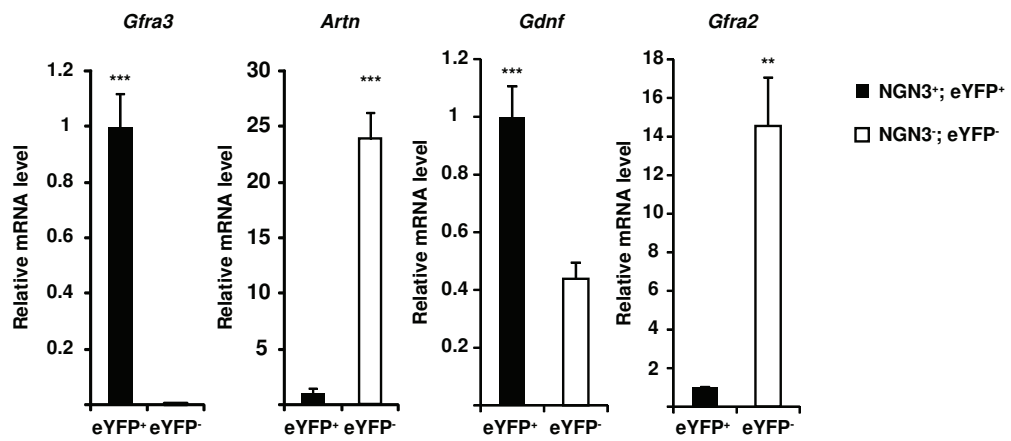 Gfra3
Artn
Gdnf
Gfra2
Relative mRNA level
1.2
1
0.8
0.6
0.4
0.2
***
eYFP⁺ eYFP⁻
Relative mRNA level
30
25
20
15
10
5
***
eYFP⁺ eYFP⁻
Relative mRNA level
1.2
1
0.8
0.6
0.4
0.2
***
eYFP⁺ eYFP⁻
Relative mRNA level
18
16
14
12
10
8
6
4
2
**
eYFP⁺ eYFP⁻
NGN3⁺; eYFP⁺
NGN3⁻; eYFP⁻